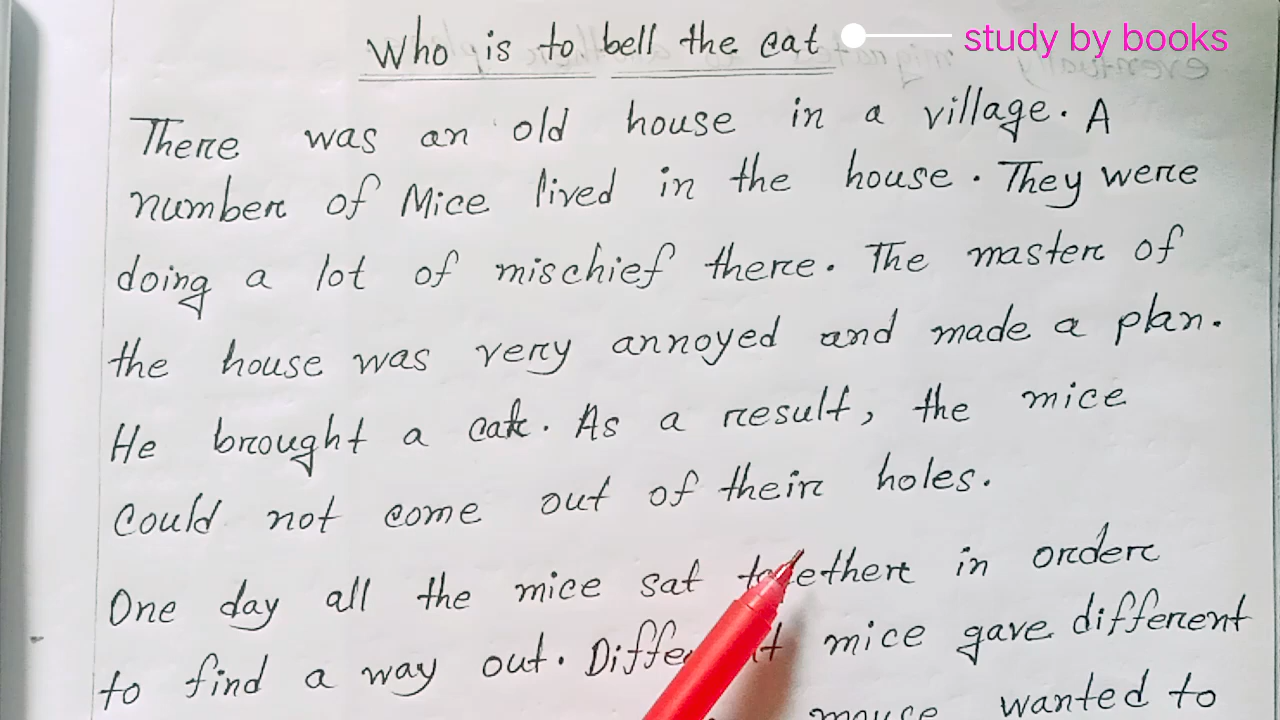 Who is to bell the cat
study by books
There was an old house in a village. A
number of Mice lived in the house. They were
doing a lot of mischief there. The master of
the house was very annoyed and made a plan.
He brought a cat. As a result, the mice
Could not come out of their holes.
One day all the mice sat together in order
to find a way out. Different mice gave different
mouse wanted to